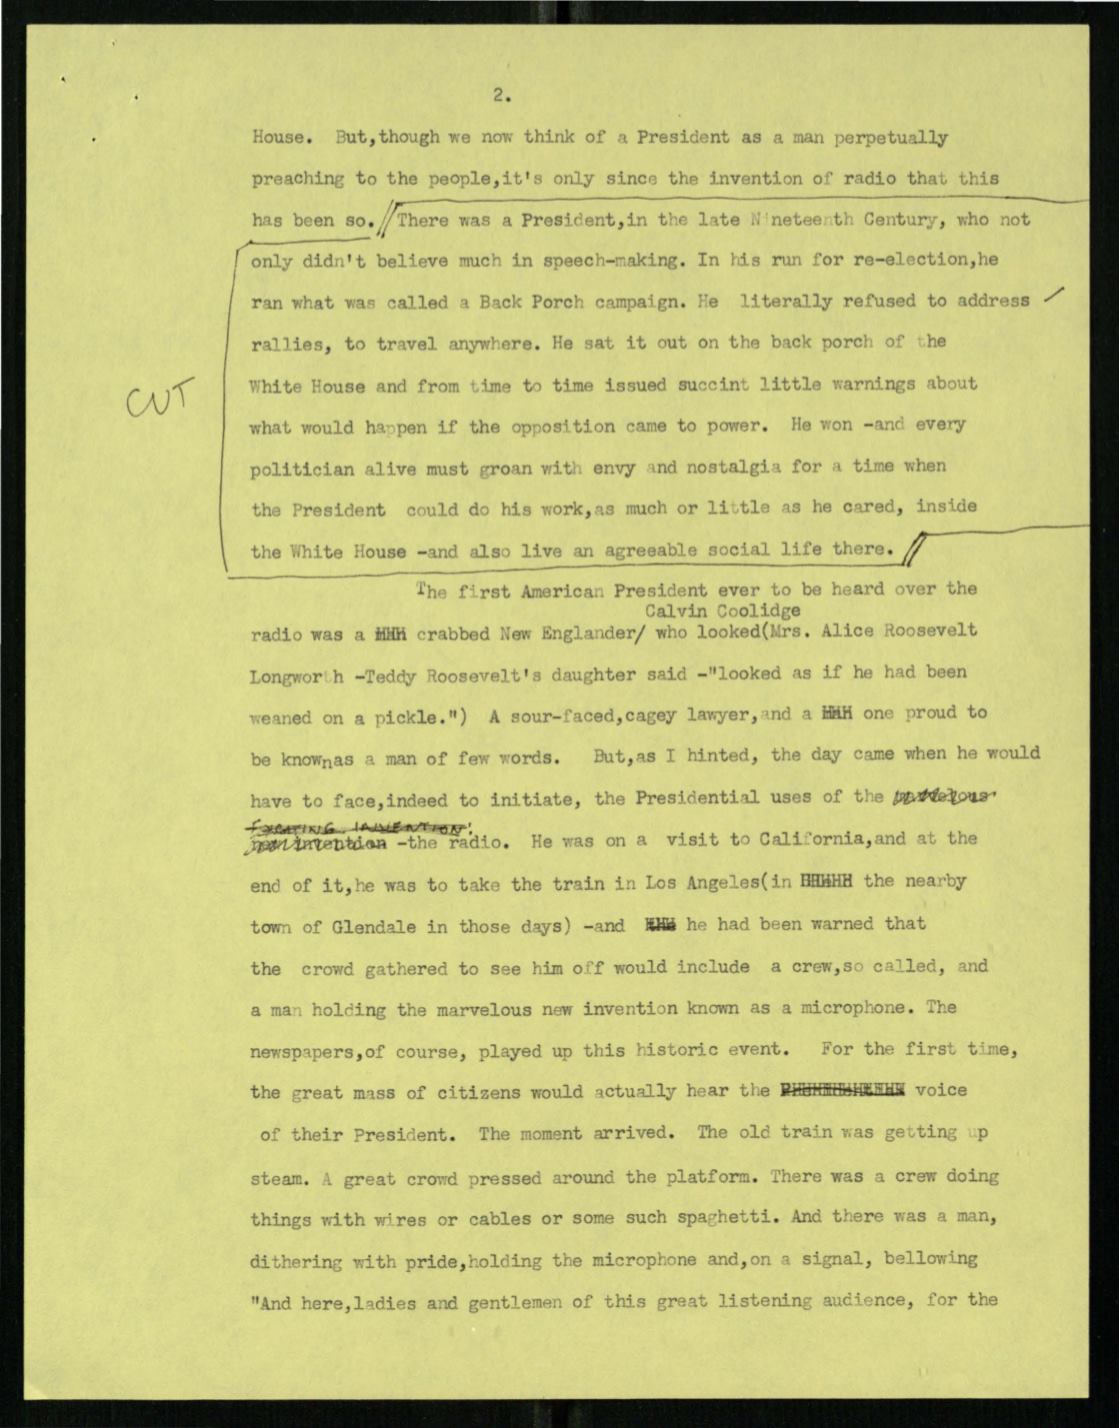 2.
House. But,though we now think of a President as a man perpetually
preaching to the people,it's only since the invention of radio that this
has been so.//There was a President,in the late Nineteenth Century, who not
only didn't believe much in speech-making. In his run for re-election,he
ran what was called a Back Porch campaign. He literally refused to address
rallies, to travel anywhere. He sat it out on the back porch of the
White House and from time to time issued succint little warnings about
CUT
what would happen if the opposition came to power. He won -and every
politician alive must groan with envy and nostalgia for a time when
the President could do his work,as much or little as he cared, inside
the White House -and also live an agreeable social life there. //
The first American President ever to be heard over the
Calvin Coolidge
radio was a crabbed New Englander/ who looked(Mrs. Alice Roosevelt
Longworth -Teddy Roosevelt's daughter said -"looked as if he had been
weaned on a pickle.") A sour-faced,cagey lawyer,and a one proud to
be knownas a man of few words. But,as I hinted, the day came when he would
have to face,indeed to initiate, the Presidential uses of the marvelous
INVENTION
new invention -the radio. He was on a visit to California,and at the
end of it,he was to take the train in Los Angeles(in the nearby
town of Glendale in those days) -and he had been warned that
the crowd gathered to see him off would include a crew,so called, and
a man holding the marvelous new invention known as a microphone. The
newspapers,of course, played up this historic event. For the first time,
the great mass of citizens would actually hear the voice
of their President. The moment arrived. The old train was getting up
steam. A great crowd pressed around the platform. There was a crew doing
things with wires or cables or some such spaghetti. And there was a man,
dithering with pride,holding the microphone and,on a signal, bellowing
"And here,ladies and gentlemen of this great listening audience, for the